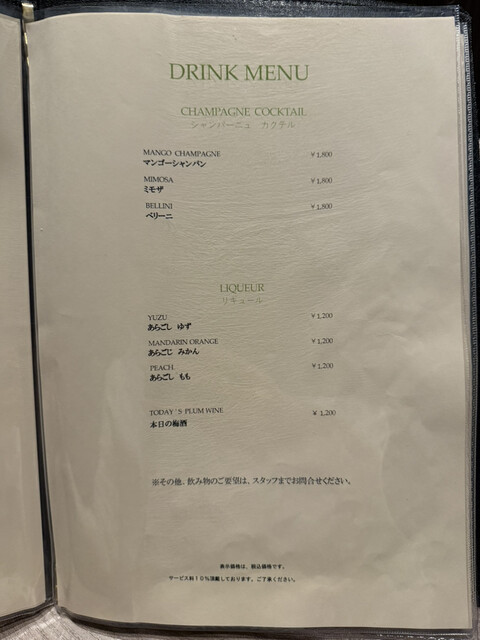 DRINK MENU
CHAMPAGNE COCKTAIL
シャンパーニュ カクテル
MANGO CHAMPAGNE ¥1,800
マンゴーシャンパン
MIMOSA ¥1,800
ミモザ
BELLINI ¥1,800
ベリーニ
LIQUEUR
リキュール
YUZU ¥1,200
あらごし ゆず
MANDARIN ORANGE ¥1,200
あらごし みかん
PEACH ¥1,200
あらごし もも
TODAY´S PLUM WINE ¥1,200
本日の梅酒
※その他、飲み物のご要望は、スタッフまでお問合せください。
表示価格は、税込価格です。
サービス料10%頂戴しております。ご了承ください。